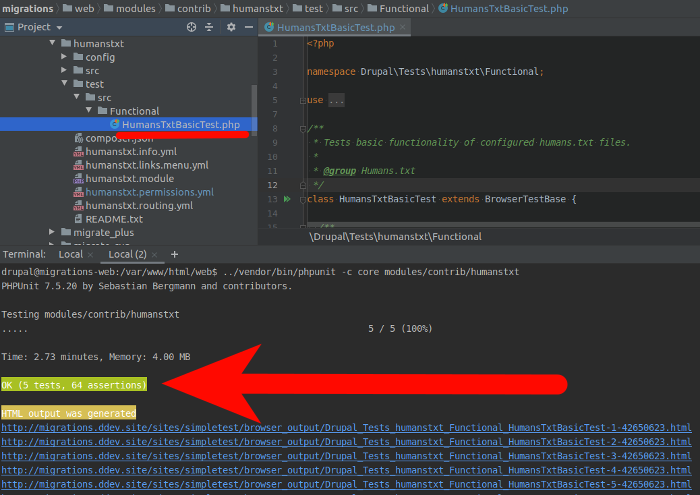 migrations web modules contrib humanstxt test src Functional HumansTxtBasicTest.php
Project
HumansTxtBasicTest.php
humanstxt
config
src
test
src
Functional
HumansTxtBasicTest.php
composer.json
humanstxt.info.yml
humanstxt.links.menu.yml
humanstxt.module
humanstxt.permissions.yml
humanstxt.routing.yml
README.txt
migrate_plus
1 <?php
2
3 namespace Drupal\Tests\humanstxt\Functional;
4
5 use ...
7
8 /**
9 * Tests basic functionality of configured humans.txt files.
10 *
11 * @group Humans.txt
12 */
13 class HumansTxtBasicTest extends BrowserTestBase {
14
15 /**
\Drupal\Tests\humanstxt\Functional
Terminal: Local × Local (2) × +
drupal@migrations-web:/var/www/html/web$ ../vendor/bin/phpunit -c core modules/contrib/humanstxt
PHPUnit 7.5.20 by Sebastian Bergmann and contributors.
Testing modules/contrib/humanstxt
..... 5 / 5 (100%)
Time: 2.73 minutes, Memory: 4.00 MB
OK (5 tests, 64 assertions)
HTML output was generated
http://migrations.ddev.site/sites/simpletest/browser_output/Drupal_Tests_humanstxt_Functional_HumansTxtBasicTest-1-42650623.html
http://migrations.ddev.site/sites/simpletest/browser_output/Drupal_Tests_humanstxt_Functional_HumansTxtBasicTest-2-42650623.html
http://migrations.ddev.site/sites/simpletest/browser_output/Drupal_Tests_humanstxt_Functional_HumansTxtBasicTest-3-42650623.html
http://migrations.ddev.site/sites/simpletest/browser_output/Drupal_Tests_humanstxt_Functional_HumansTxtBasicTest-4-42650623.html
http://migrations.ddev.site/sites/simpletest/browser_output/Drupal_Tests_humanstxt_Functional_HumansTxtBasicTest-5-42650623.html